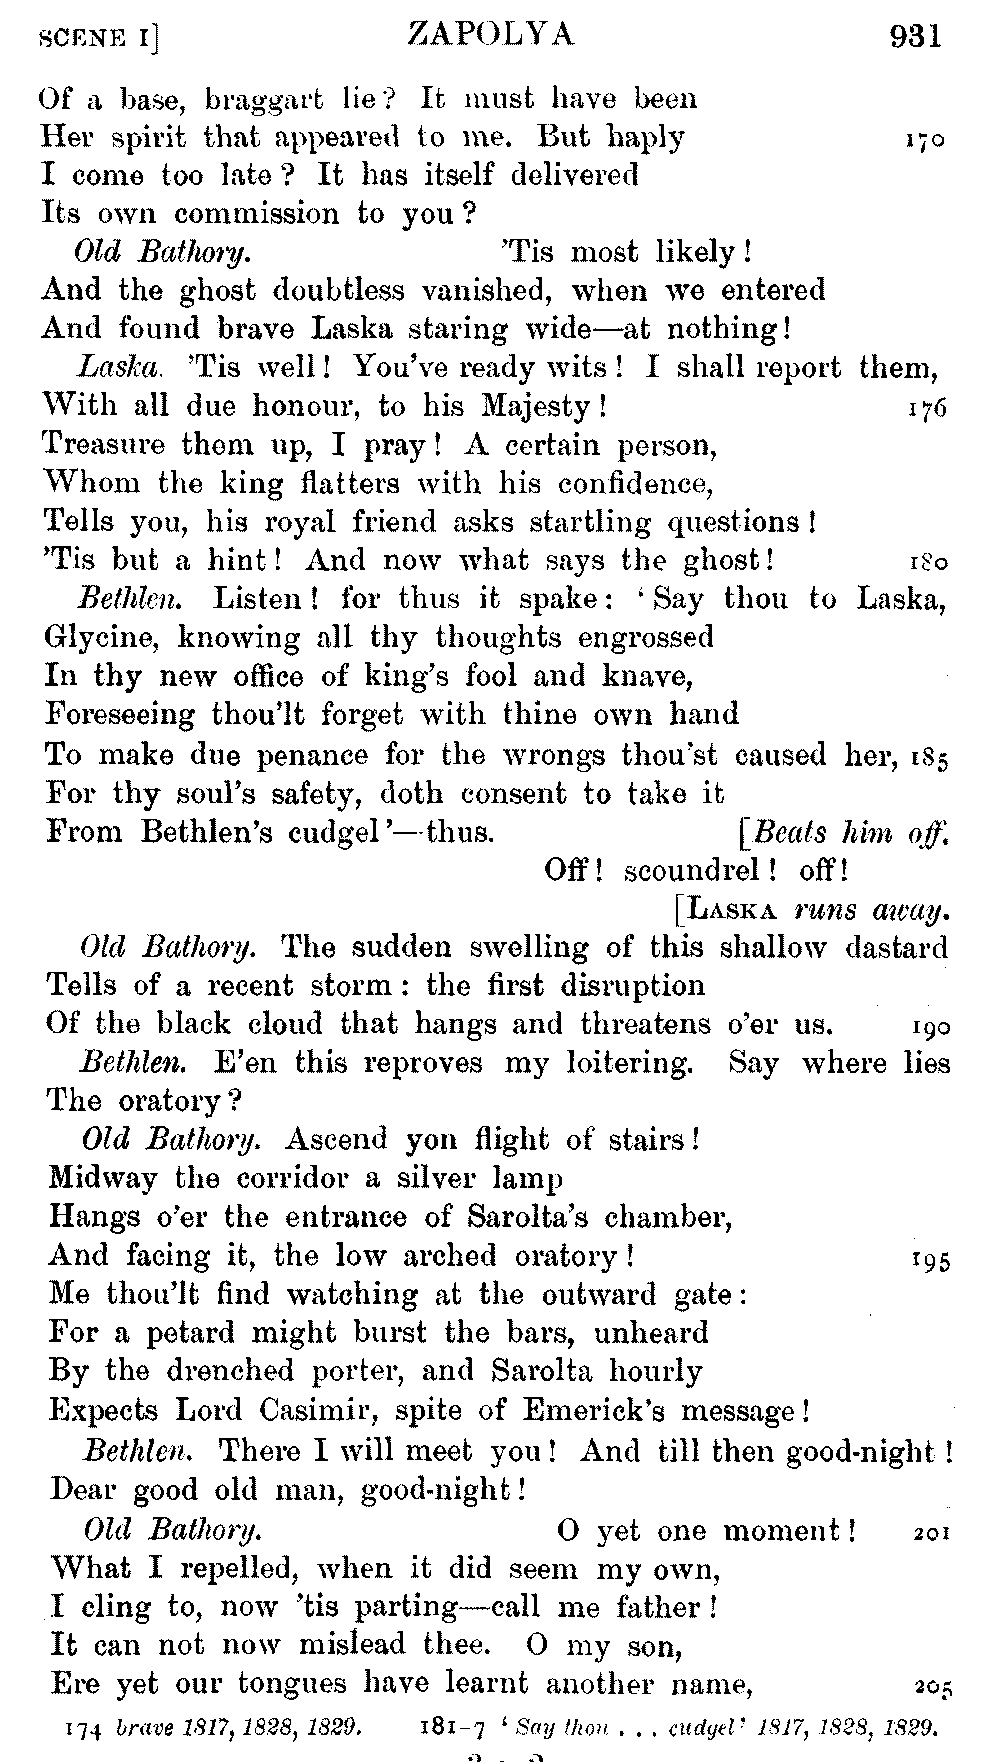 SCENE I] ZAPOLYA 931
Of a base, braggart lie? It must have been
Her spirit that appeared to me. But haply 170
I come too late? It has itself delivered
Its own commission to you?
Old Bathory. 'Tis most likely!
And the ghost doubtless vanished, when we entered
And found brave Laska staring wide—at nothing!
Laska. 'Tis well! You've ready wits! I shall report them,
With all due honour, to his Majesty! 176
Treasure them up, I pray! A certain person,
Whom the king flatters with his confidence,
Tells you, his royal friend asks startling questions!
'Tis but a hint! And now what says the ghost! 180
Bethlen. Listen! for thus it spake: 'Say thou to Laska,
Glycine, knowing all thy thoughts engrossed
In thy new office of king's fool and knave,
Foreseeing thou'lt forget with thine own hand
To make due penance for the wrongs thou'st caused her, 185
For thy soul's safety, doth consent to take it
From Bethlen's cudgel'—thus. [Beats him off.
Off! scoundrel! off!
[LASKA runs away.
Old Bathory. The sudden swelling of this shallow dastard
Tells of a recent storm: the first disruption
Of the black cloud that hangs and threatens o'er us. 190
Bethlen. E'en this reproves my loitering. Say where lies
The oratory?
Old Bathory. Ascend yon flight of stairs!
Midway the corridor a silver lamp
Hangs o'er the entrance of Sarolta's chamber,
And facing it, the low arched oratory! 195
Me thou'lt find watching at the outward gate:
For a petard might burst the bars, unheard
By the drenched porter, and Sarolta hourly
Expects Lord Casimir, spite of Emerick's message!
Bethlen. There I will meet you! And till then good-night!
Dear good old man, good-night!
Old Bathory. O yet one moment! 201
What I repelled, when it did seem my own,
I cling to, now 'tis parting—call me father!
It can not now mislead thee. O my son,
Ere yet our tongues have learnt another name, 205
174 brave 1817, 1828, 1829. 181-7 'Say thou . . . cudgel' 1817, 1828, 1829.